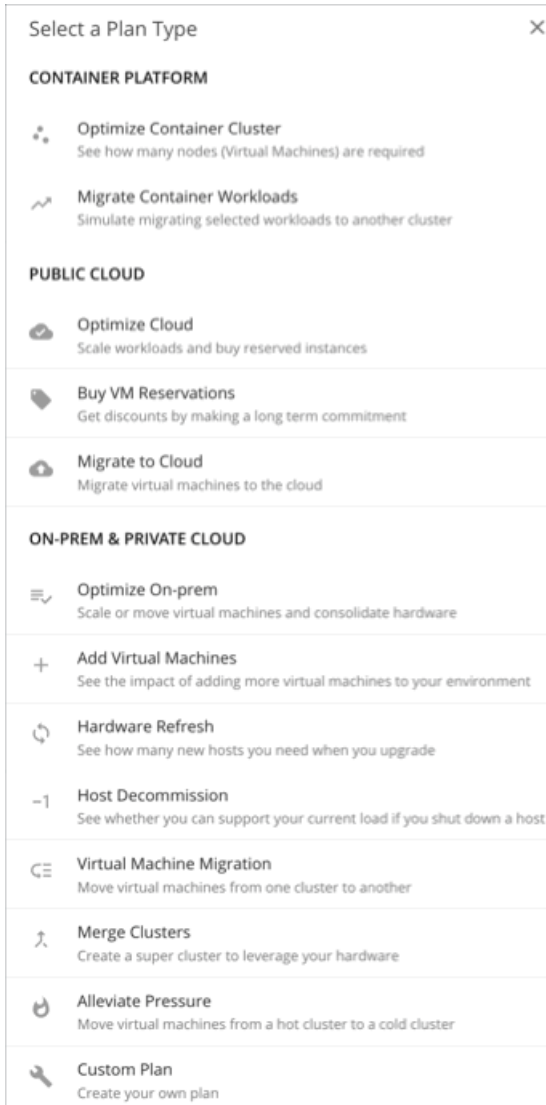 Select a Plan Type
CONTAINER PLATFORM
Optimize Container Cluster
See how many nodes (Virtual Machines) are required
Migrate Container Workloads
Simulate migrating selected workloads to another cluster
PUBLIC CLOUD
Optimize Cloud
Scale workloads and buy reserved instances
Buy VM Reservations
Get discounts by making a long term commitment
Migrate to Cloud
Migrate virtual machines to the cloud
ON-PREM & PRIVATE CLOUD
Optimize On-prem
Scale or move virtual machines and consolidate hardware
Add Virtual Machines
See the impact of adding more virtual machines to your environment
Hardware Refresh
See how many new hosts you need when you upgrade
-1 Host Decommission
See whether you can support your current load if you shut down a host
Virtual Machine Migration
Move virtual machines from one cluster to another
Merge Clusters
Create a super cluster to leverage your hardware
Alleviate Pressure
Move virtual machines from a hot cluster to a cold cluster
Custom Plan
Create your own plan